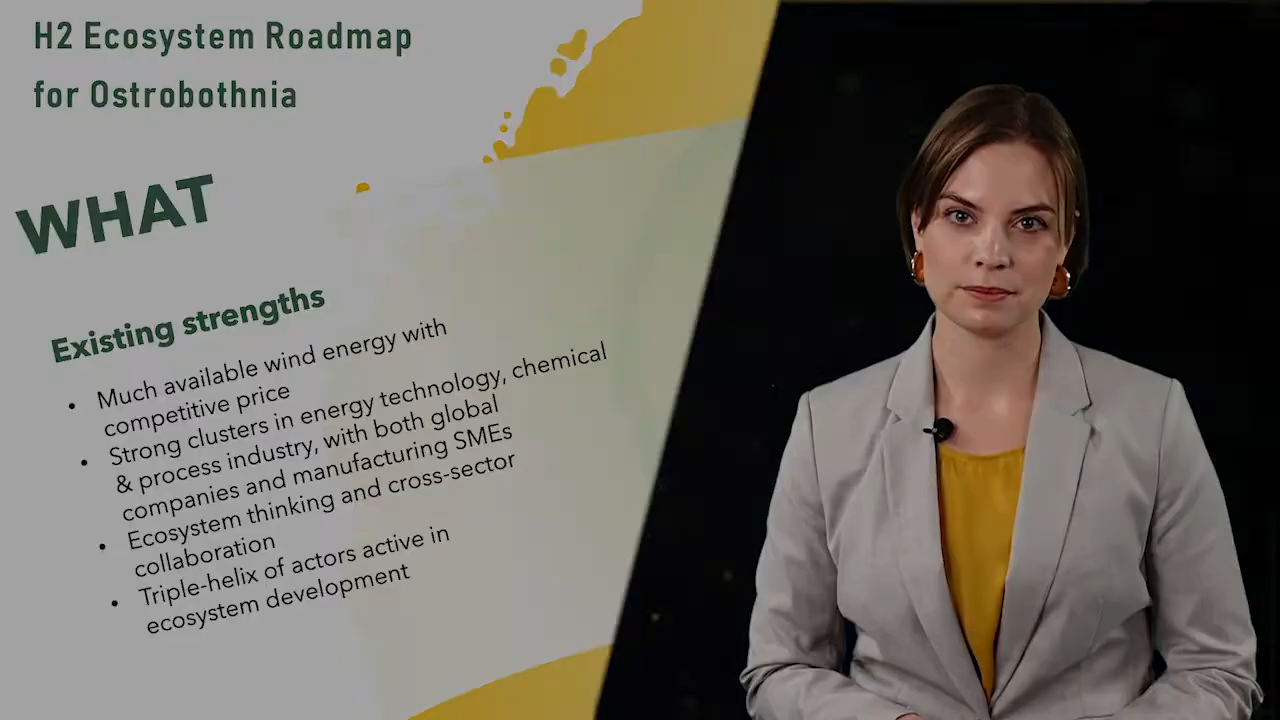 H2 Ecosystem Roadmap
for Ostrobothnia
WHAT
Existing strengths
• Much available wind energy with
competitive price
• Strong clusters in energy technology, chemical
& process industry, with both global
companies and manufacturing SMEs
• Ecosystem thinking and cross-sector
collaboration
• Triple-helix of actors active in
ecosystem development